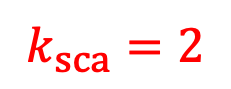 k_sca = 2